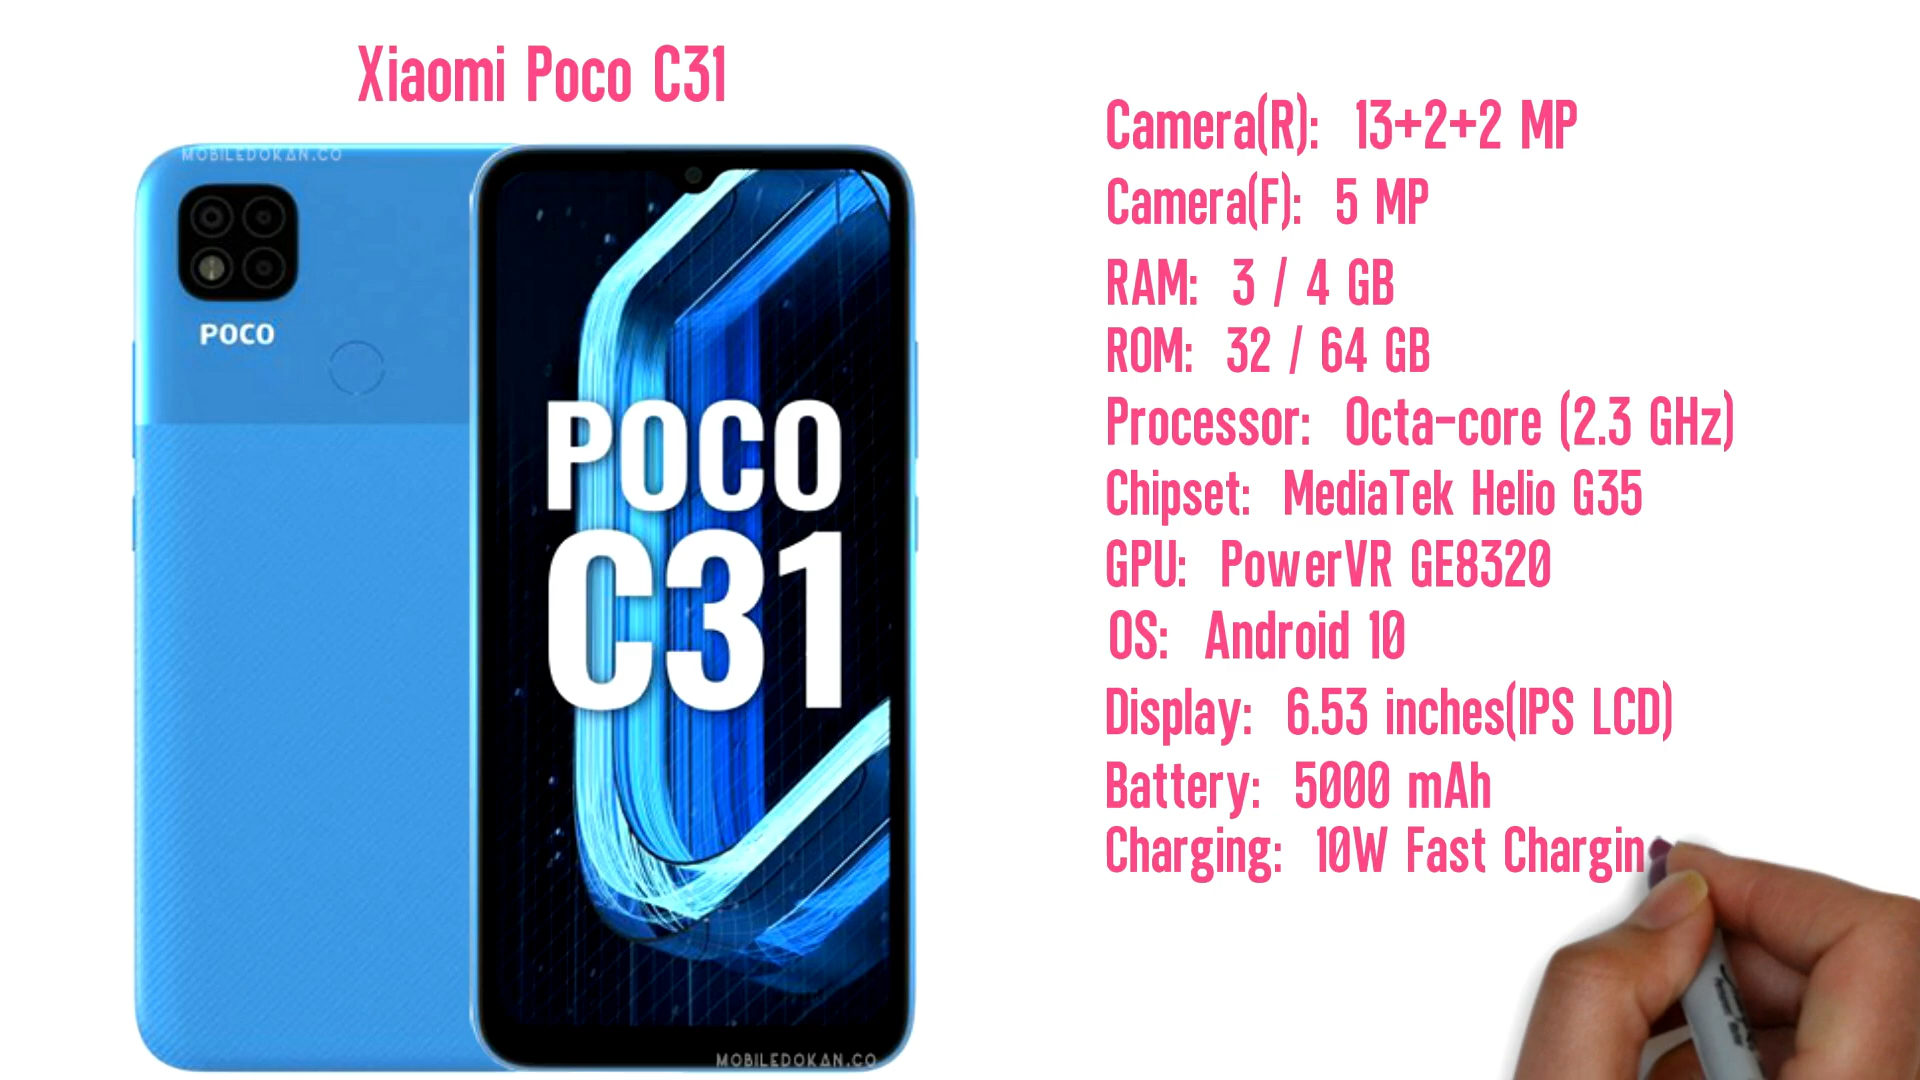 Xiaomi Poco C31
MOBILEDOKAN.CO
POCO
POCO
C31
MOBILEDOKAN.CO
Camera(R): 13+2+2 MP
Camera(F): 5 MP
RAM: 3 / 4 GB
ROM: 32 / 64 GB
Processor: Octa-core (2.3 GHz)
Chipset: MediaTek Helio G35
GPU: PowerVR GE8320
OS: Android 10
Display: 6.53 inches(IPS LCD)
Battery: 5000 mAh
Charging: 10W Fast Chargin